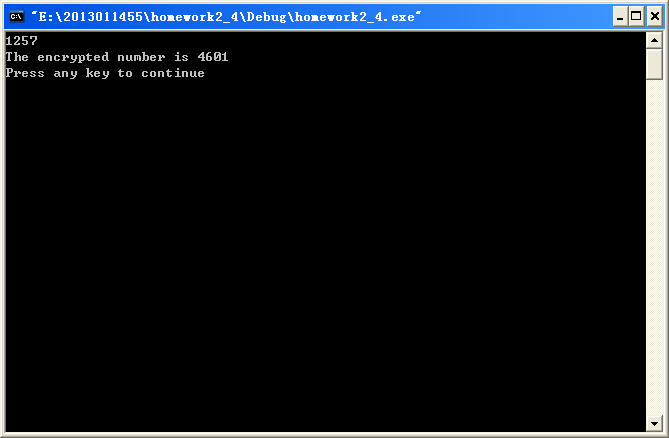 "E:\2013011455\homework2_4\Debug\homework2_4.exe"
1257
The encrypted number is 4601
Press any key to continue